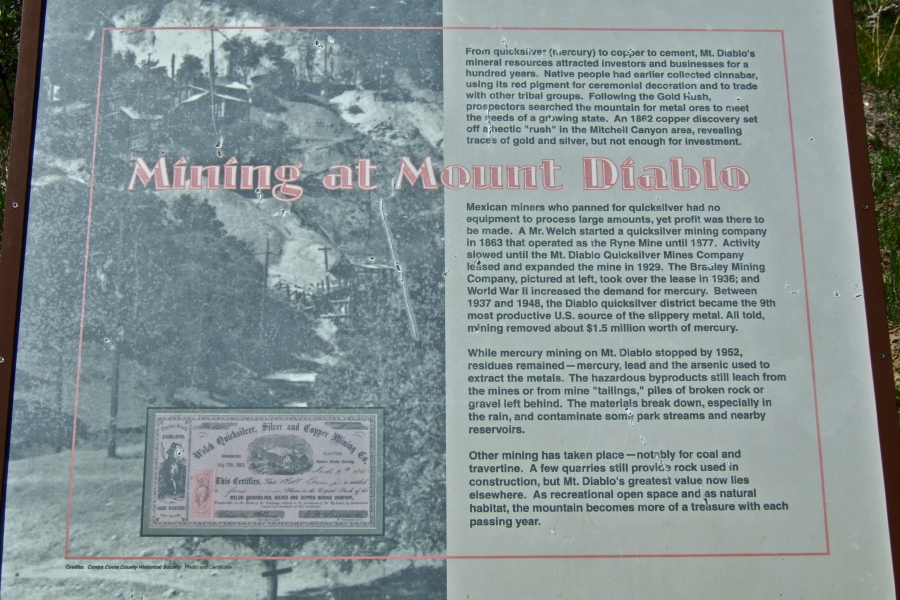 Mining at Mount Diablo
From quicksilver (mercury) to copper to cement, Mt. Diablo's
mineral resources attracted investors and businesses for a
hundred years. Native people had earlier collected cinnabar,
using its red pigment for ceremonial decoration and to trade
with other tribal groups. Following the Gold Rush,
prospectors searched the mountain for metal ores to meet
the needs of a growing state. An 1862 copper discovery set
off a hectic "rush" in the Mitchell Canyon area, revealing
traces of gold and silver, but not enough for investment.
Mexican miners who panned for quicksilver had no
equipment to process large amounts, yet profit was there to
be made. A Mr. Welch started a quicksilver mining company
in 1863 that operated as the Ryne Mine until 1877. Activity
slowed until the Mt. Diablo Quicksilver Mines Company
leased and expanded the mine in 1929. The Bradley Mining
Company, pictured at left, took over the lease in 1936; and
World War II increased the demand for mercury. Between
1937 and 1948, the Diablo quicksilver district became the 9th
most productive U.S. source of the slippery metal. All told,
mining removed about $1.5 million worth of mercury.
While mercury mining on Mt. Diablo stopped by 1952,
residues remained—mercury, lead and the arsenic used to
extract the metals. The hazardous byproducts still leach from
the mines or from mine "tailings," piles of broken rock or
gravel left behind. The materials break down, especially in
the rain, and contaminate some park streams and nearby
reservoirs.
Other mining has taken place—notably for coal and
travertine. A few quarries still provide rock used in
construction, but Mt. Diablo's greatest value now lies
elsewhere. As recreational open space and as natural
habitat, the mountain becomes more of a treasure with each
passing year.
Welch Quicksilver, Silver and Copper Mining Co.
CLAYTON
This Certifies, That
WELCH QUICKSILVER, SILVER AND COPPER MINING COMPANY,
Credits: Contra Costa County Historical Society: Photo and Certificate.